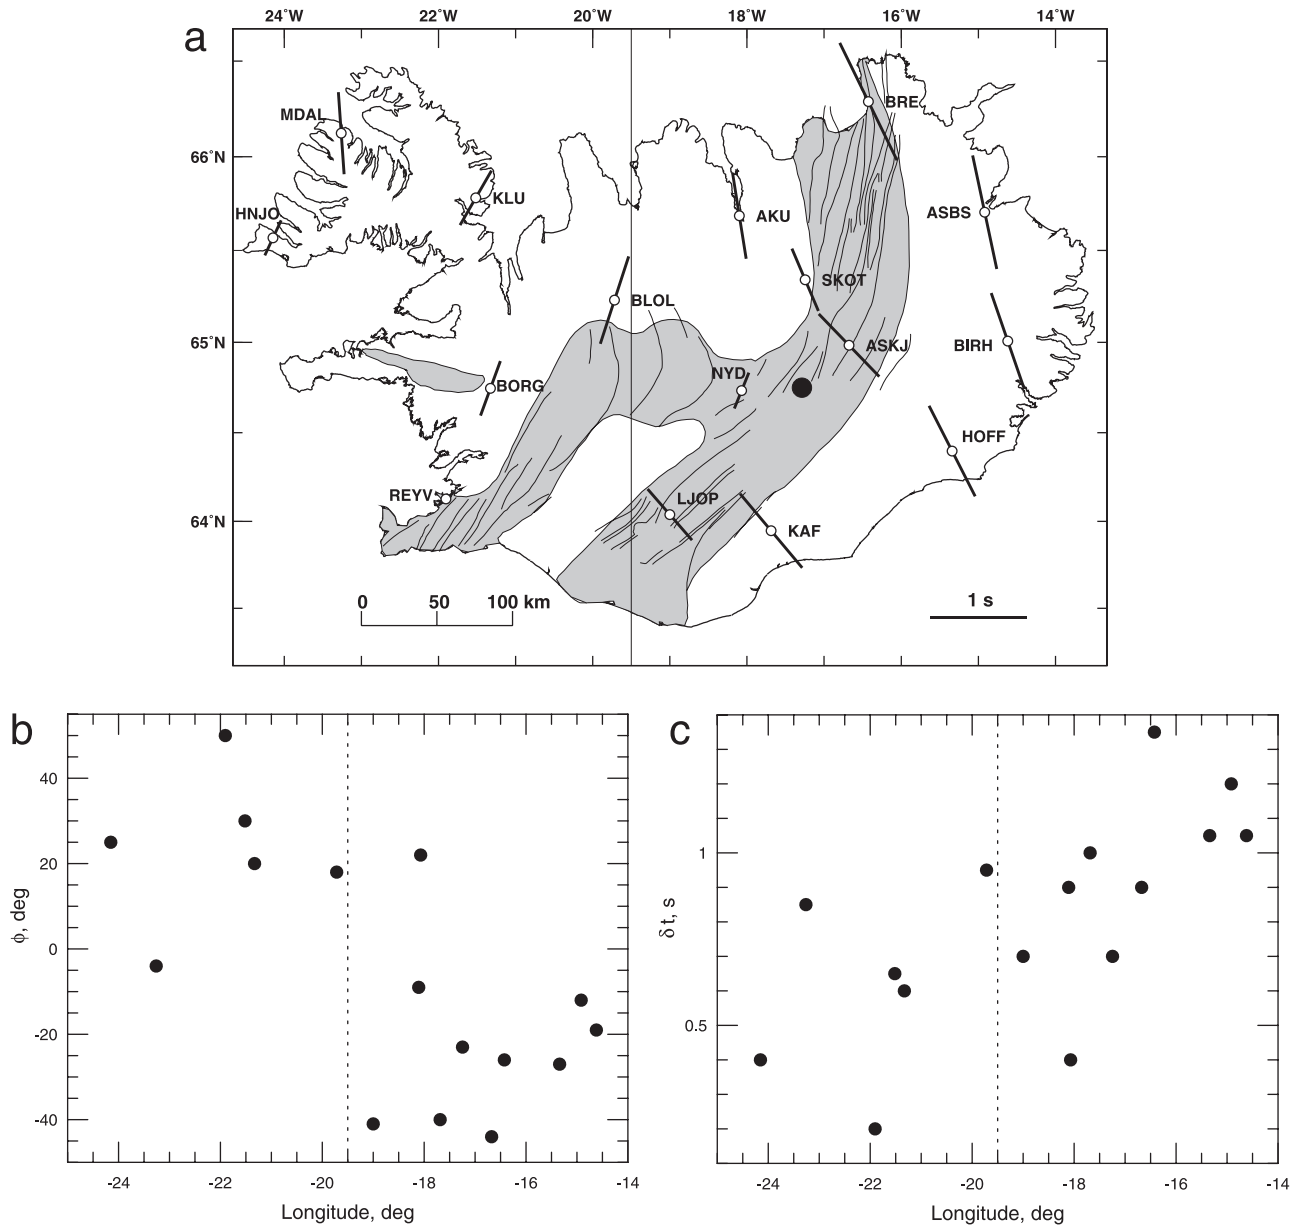 24˚W 22˚W 20˚W 18˚W 16˚W 14˚W
a
BRE
MDAL
66˚N
KLU
HNJO
AKU
ASBS
SKOT
BLOL
65˚N
ASKJ
BIRH
NYD
BORG
HOFF
REYV
LJOP
64˚N
KAF
0 50 100 km
1 s
b
c
40
20
0
-20
-40
ϕ, deg
-24 -22 -20 -18 -16 -14
Longitude, deg
1
0.5
δt, s
-24 -22 -20 -18 -16 -14
Longitude, deg